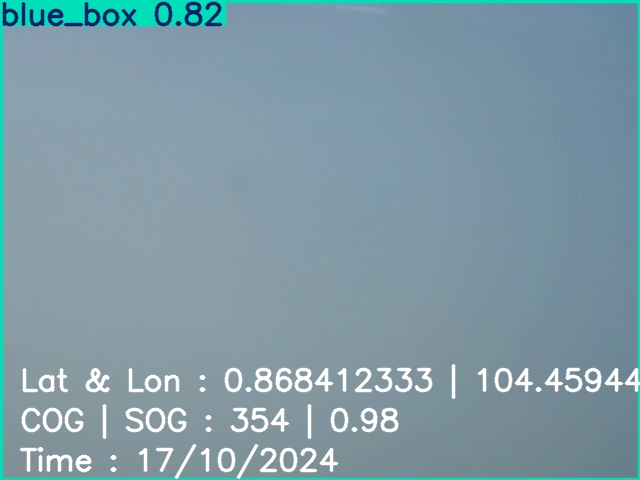 blue_box 0.82
Lat & Lon : 0.868412333 | 104.45944
COG | SOG : 354 | 0.98
Time : 17/10/2024